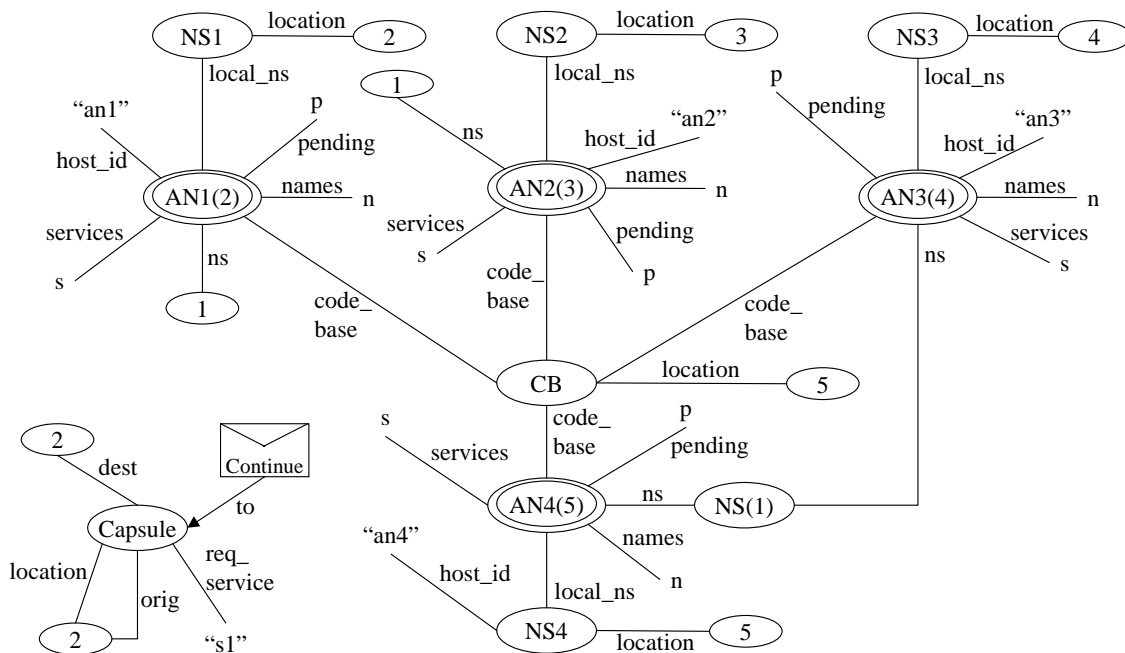 NS1 location 2
NS2 location 3
NS3 location 4
local_ns
local_ns
local_ns
"an1"
p
1
"an2"
p
"an3"
pending
ns
host_id
pending
host_id
host_id
AN1(2)
names
n
AN2(3)
names
n
AN3(4)
names
n
services
s
ns
1
services
s
pending
p
services
s
ns
code_
base
code_
base
code_
base
CB
location
5
code_
base
s
services
p
pending
AN4(5)
ns
NS(1)
names
n
"an4"
host_id
local_ns
NS4
location
5
2
dest
Continue
to
Capsule
location
orig
req_
service
2
"s1"